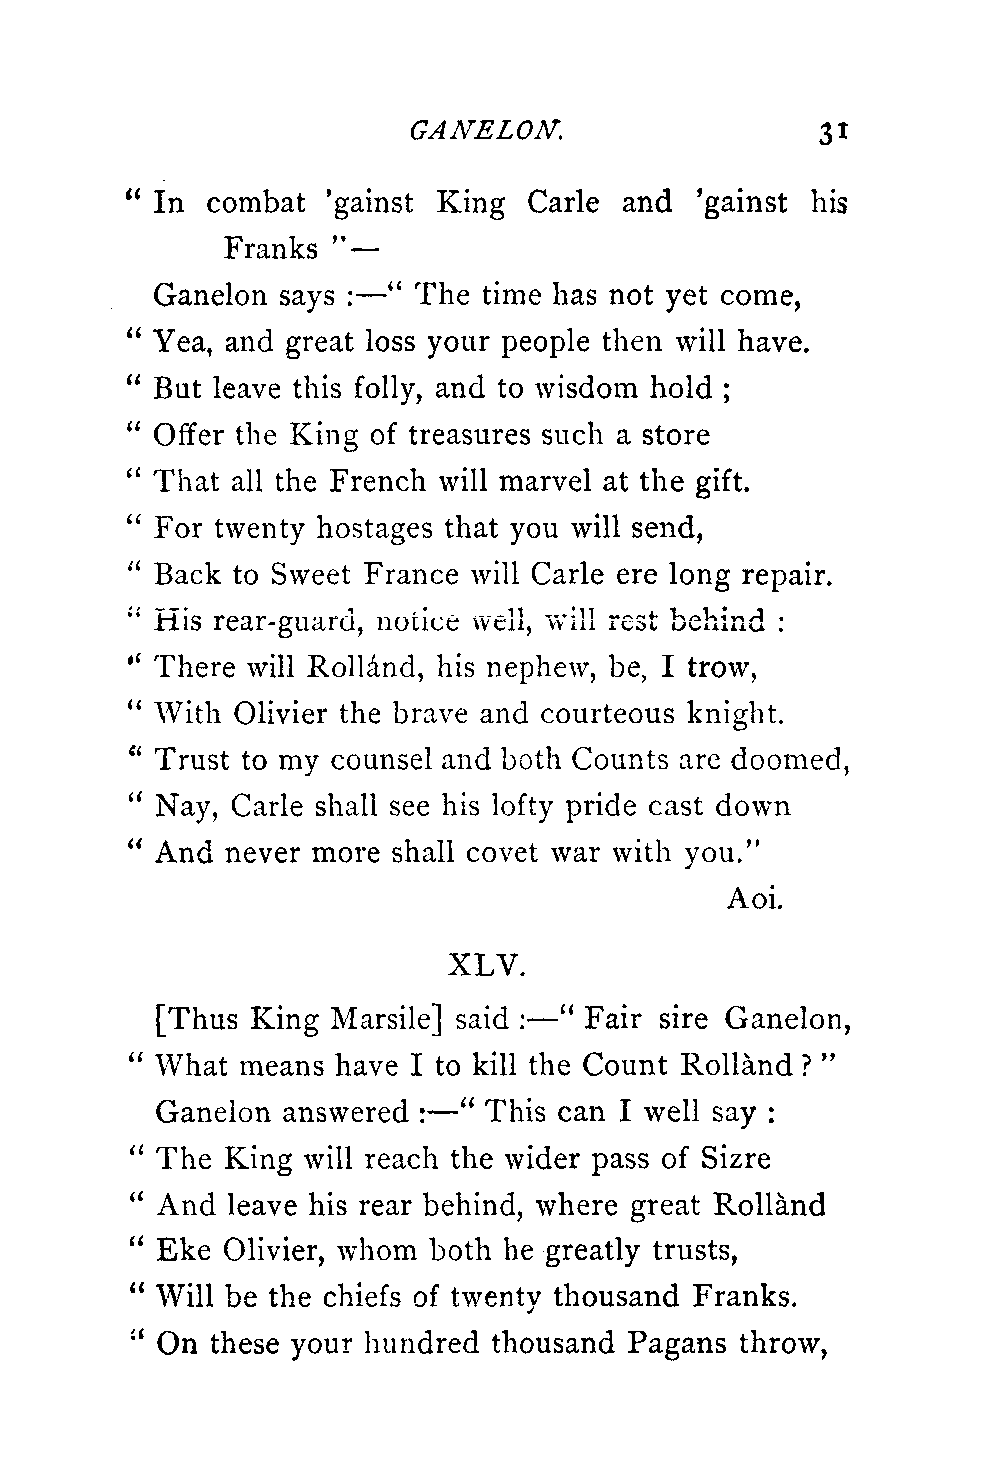 GANELON. 31
“ In combat 'gainst King Carle and 'gainst his
Franks ”—
Ganelon says :—“ The time has not yet come,
“ Yea, and great loss your people then will have.
“ But leave this folly, and to wisdom hold ;
“ Offer the King of treasures such a store
“ That all the French will marvel at the gift.
“ For twenty hostages that you will send,
“ Back to Sweet France will Carle ere long repair.
“ His rear-guard, notice well, will rest behind :
“ There will Rollánd, his nephew, be, I trow,
“ With Olivier the brave and courteous knight.
“ Trust to my counsel and both Counts are doomed,
“ Nay, Carle shall see his lofty pride cast down
“ And never more shall covet war with you.”
Aoi.
XLV.
[Thus King Marsile] said :—“ Fair sire Ganelon,
“ What means have I to kill the Count Rollànd ? ”
Ganelon answered :—“ This can I well say :
“ The King will reach the wider pass of Sizre
“ And leave his rear behind, where great Rollànd
“ Eke Olivier, whom both he greatly trusts,
“ Will be the chiefs of twenty thousand Franks.
“ On these your hundred thousand Pagans throw,